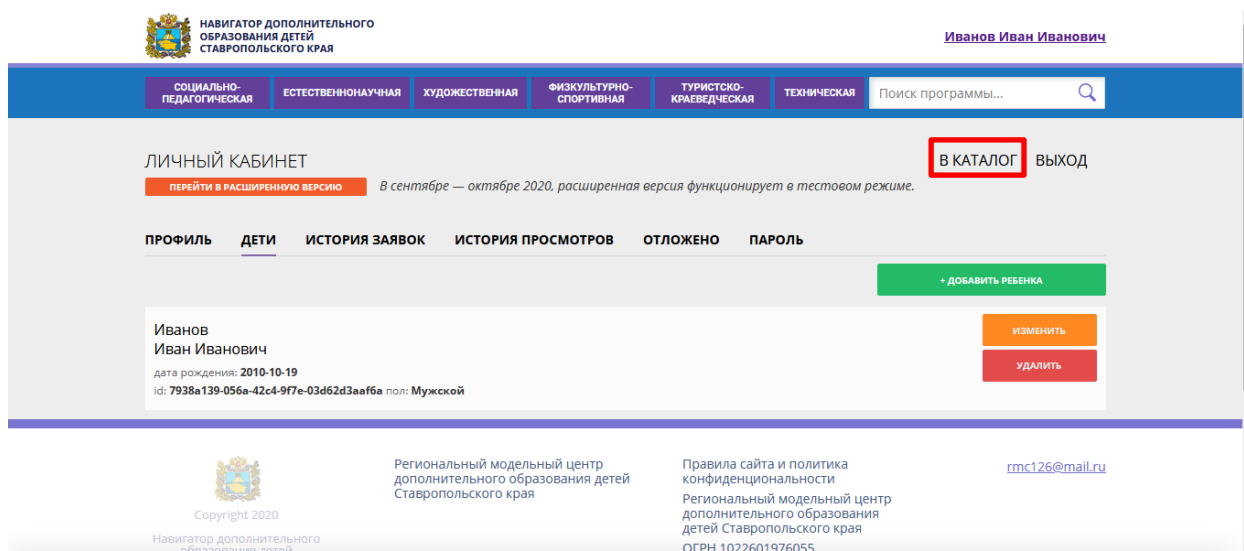 НАВИГАТОР ДОПОЛНИТЕЛЬНОГО
ОБРАЗОВАНИЯ ДЕТЕЙ
СТАВРОПОЛЬСКОГО КРАЯ
Иванов Иван Иванович
СОЦИАЛЬНО-
ПЕДАГОГИЧЕСКАЯ
ЕСТЕСТВЕННОНАУЧНАЯ
ХУДОЖЕСТВЕННАЯ
ФИЗКУЛЬТУРНО-
СПОРТИВНАЯ
ТУРИСТСКО-
КРАЕВЕДЧЕСКАЯ
ТЕХНИЧЕСКАЯ
Поиск программы...
ЛИЧНЫЙ КАБИНЕТ
В КАТАЛОГ ВЫХОД
ПЕРЕЙТИ В РАСШИРЕННУЮ ВЕРСИЮ
В сентябре — октябре 2020, расширенная версия функционирует в тестовом режиме.
ПРОФИЛЬ ДЕТИ ИСТОРИЯ ЗАЯВОК ИСТОРИЯ ПРОСМОТРОВ ОТЛОЖЕНО ПАРОЛЬ
+ ДОБАВИТЬ РЕБЕНКА
Иванов
Иван Иванович
дата рождения: 2010-10-19
id: 7938a139-056a-42c4-9f7e-03d62d3aaf6a пол: Мужской
ИЗМЕНИТЬ
УДАЛИТЬ
Copyright 2020
Навигатор дополнительного
образования детей
Региональный модельный центр
дополнительного образования детей
Ставропольского края
Правила сайта и политика
конфиденциональности
Региональный модельный центр
дополнительного образования
детей Ставропольского края
ОГРН 1022601976055
rmc126@mail.ru